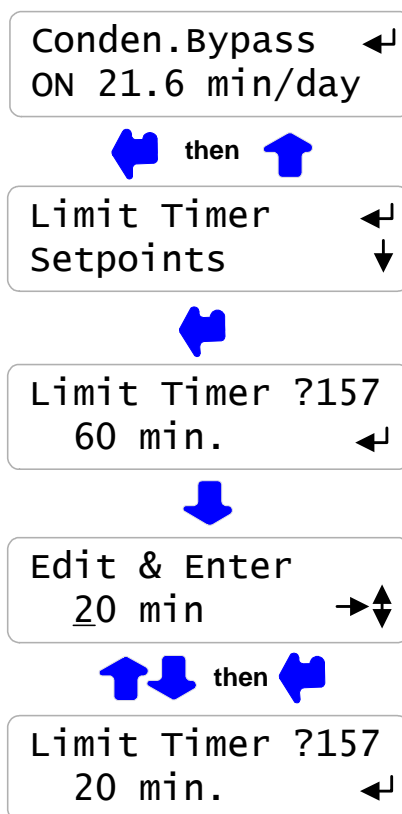 Conden.Bypass ↵
ON 21.6 min/day
then
Limit Timer ↵
Setpoints ↓
Limit Timer ?157
60 min. ↵
Edit & Enter
20 min →↕
then
Limit Timer ?157
20 min. ↵